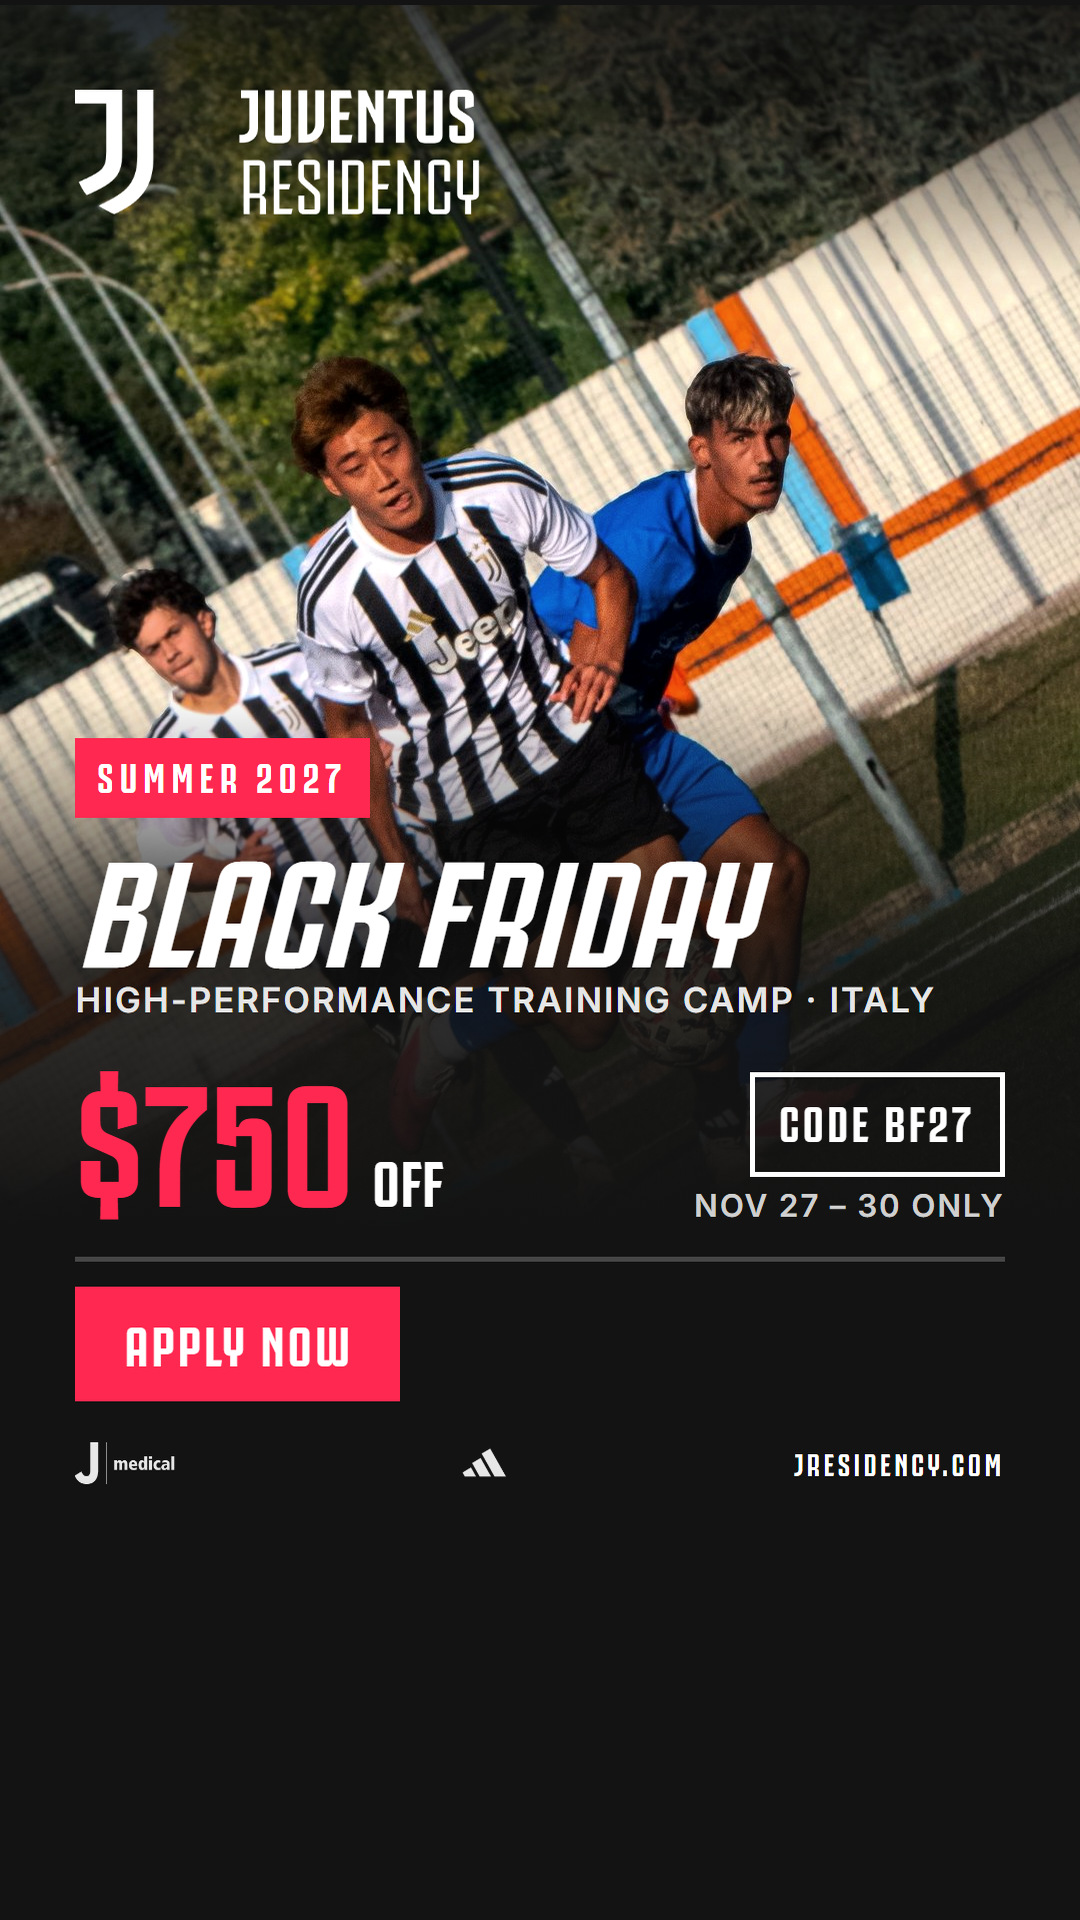 JUVENTUS
RESIDENCY
Jeep
SUMMER 2027
BLACK FRIDAY
HIGH-PERFORMANCE TRAINING CAMP · ITALY
$750 OFF
CODE BF27
NOV 27 – 30 ONLY
APPLY NOW
J medical
JRESIDENCY.COM